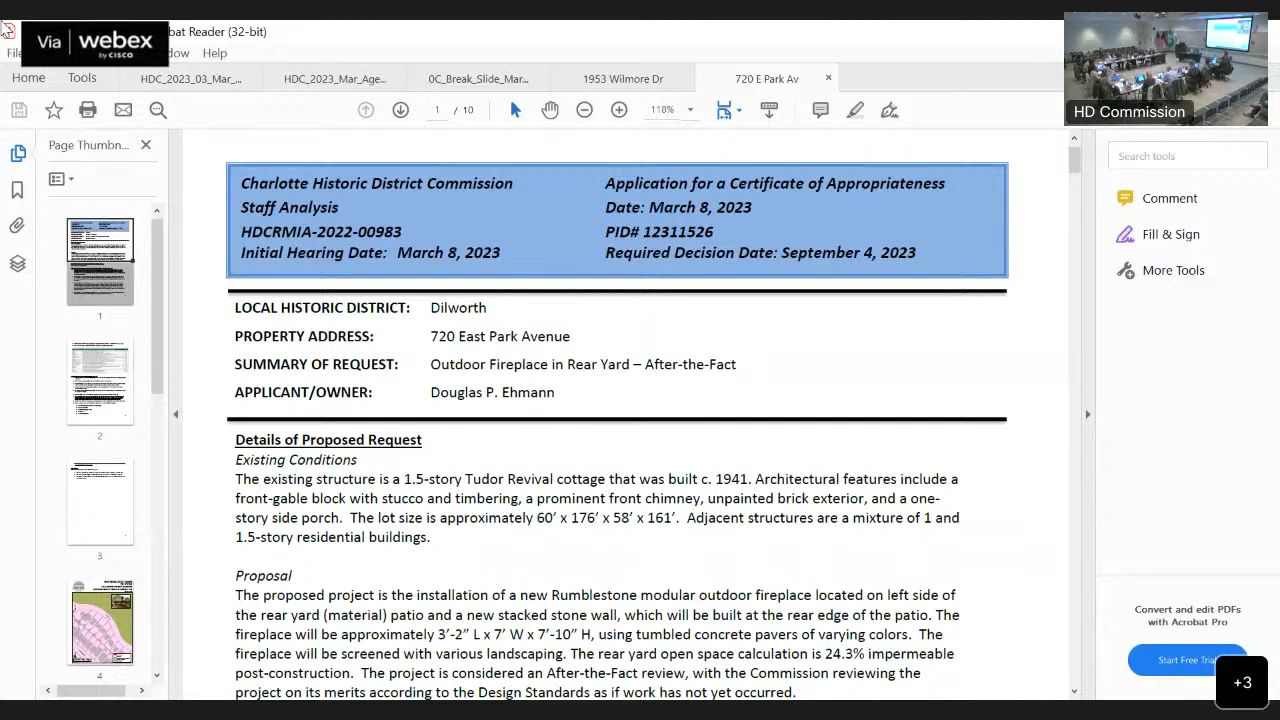 Via webex
by CISCO
bat Reader (32-bit)
dow Help
Home Tools HDC_2023_03_Mar_... HDC_2023_Mar_Age... 0C_Break_Slide_Mar... 1953 Wilmore Dr 720 E Park Av
1 / 10 118%
HD Commission
Page Thumbn...
1
2
3
4
Charlotte Historic District Commission
Staff Analysis
HDCRMIA-2022-00983
Initial Hearing Date: March 8, 2023
Application for a Certificate of Appropriateness
Date: March 8, 2023
PID# 12311526
Required Decision Date: September 4, 2023
LOCAL HISTORIC DISTRICT: Dilworth
PROPERTY ADDRESS: 720 East Park Avenue
SUMMARY OF REQUEST: Outdoor Fireplace in Rear Yard – After-the-Fact
APPLICANT/OWNER: Douglas P. Ehmann
Details of Proposed Request
Existing Conditions
The existing structure is a 1.5-story Tudor Revival cottage that was built c. 1941. Architectural features include a
front-gable block with stucco and timbering, a prominent front chimney, unpainted brick exterior, and a one-
story side porch. The lot size is approximately 60’ x 176’ x 58’ x 161’. Adjacent structures are a mixture of 1 and
1.5-story residential buildings.
Proposal
The proposed project is the installation of a new Rumblestone modular outdoor fireplace located on left side of
the rear yard (material) patio and a new stacked stone wall, which will be built at the rear edge of the patio. The
fireplace will be approximately 3’-2” L x 7’ W x 7’-10” H, using tumbled concrete pavers of varying colors. The
fireplace will be screened with various landscaping. The rear yard open space calculation is 24.3% impermeable
post-construction. The project is considered an After-the-Fact review, with the Commission reviewing the
project on its merits according to the Design Standards as if work has not yet occurred.
Search tools
Comment
Fill & Sign
More Tools
Convert and edit PDFs
with Acrobat Pro
Start Free Trial
+3